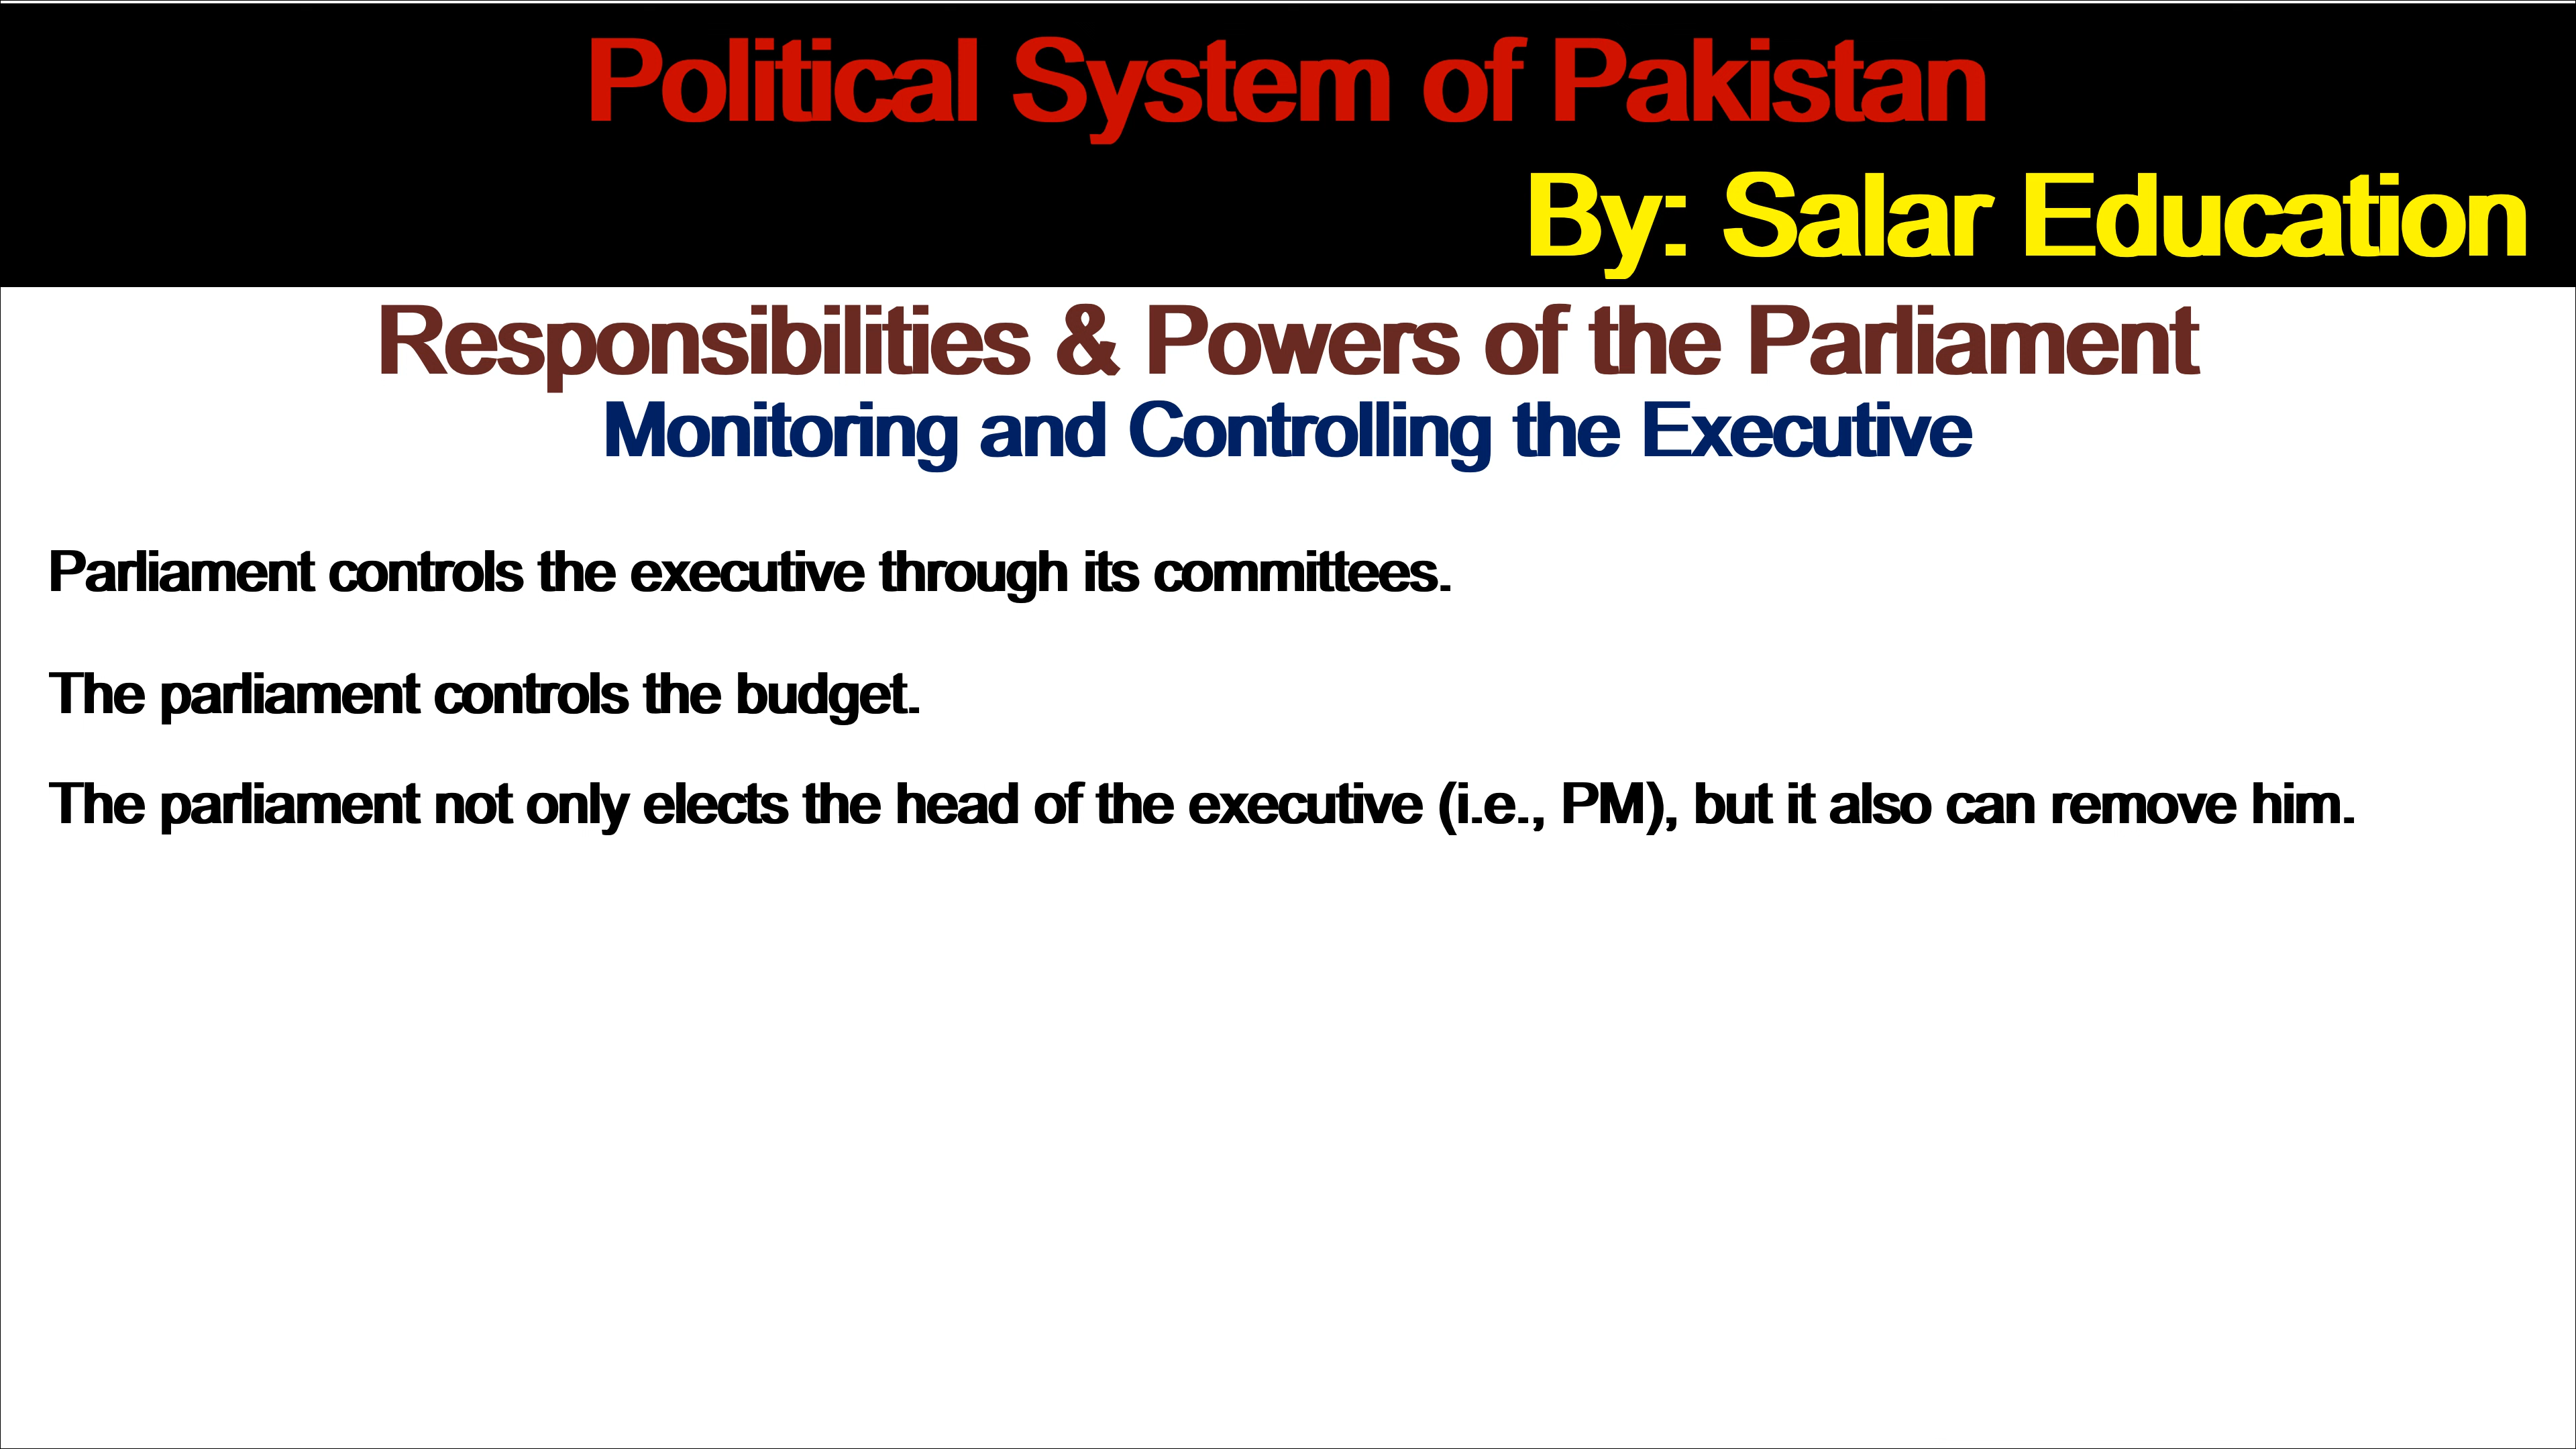 Political System of Pakistan
By: Salar Education
Responsibilities & Powers of the Parliament
Monitoring and Controlling the Executive
Parliament controls the executive through its committees.
The parliament controls the budget.
The parliament not only elects the head of the executive (i.e., PM), but it also can remove him.